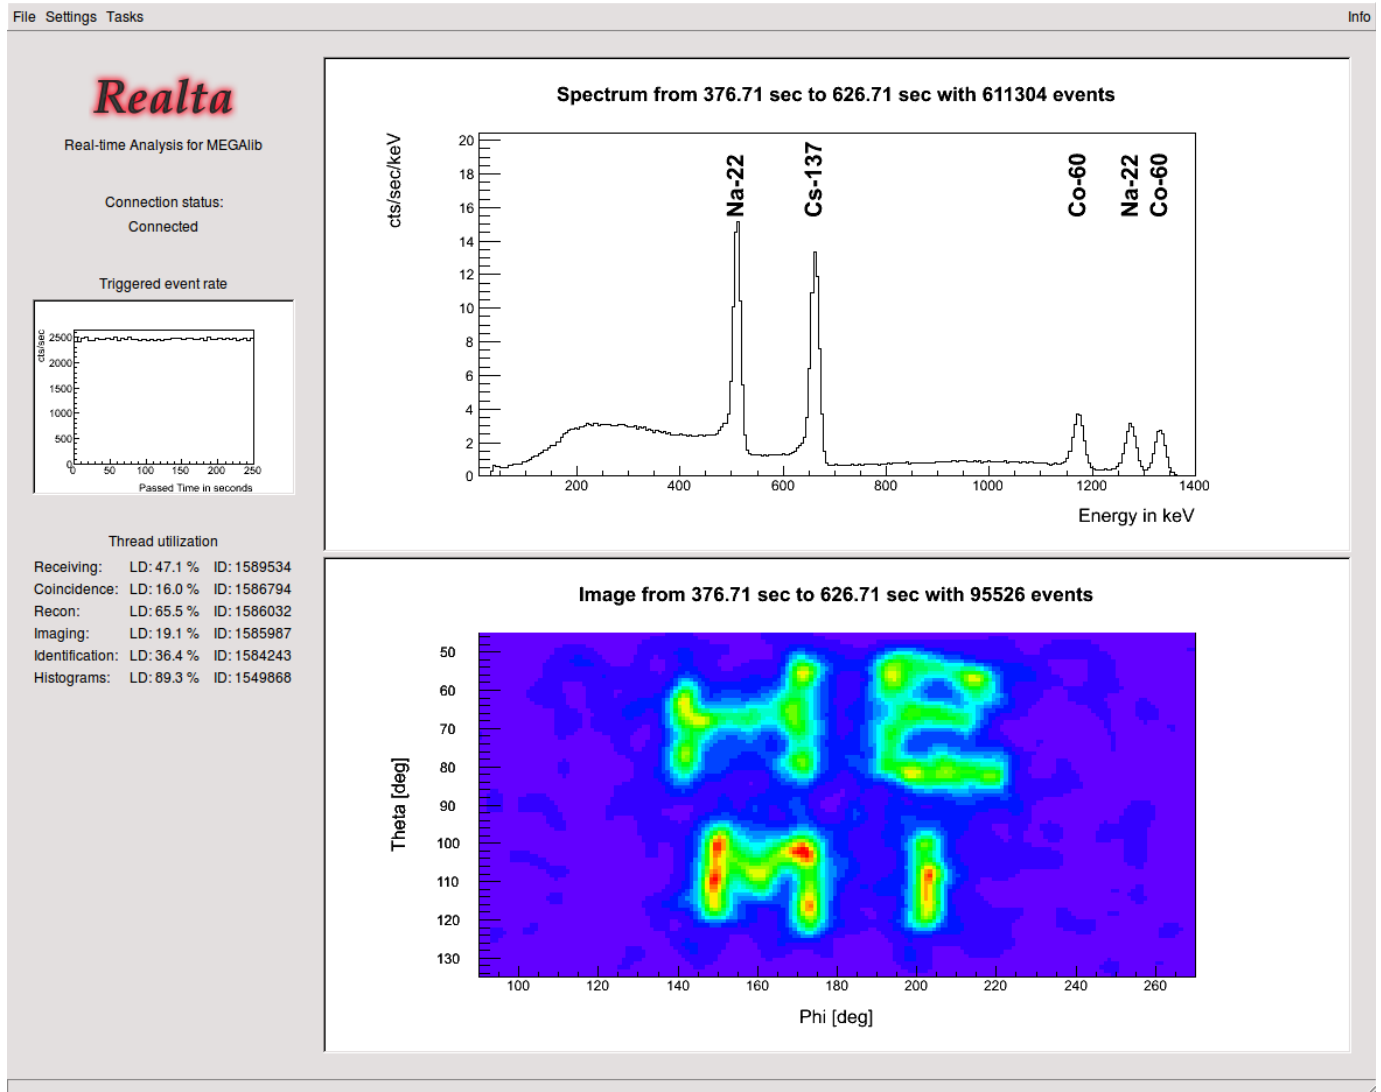 File Settings Tasks Info
Realta
Real-time Analysis for MEGAlib
Connection status:
Connected
Triggered event rate
cts/sec
2500
2000
1500
1000
500
0
0 50 100 150 200 250
Passed Time in seconds
Thread utilization
Receiving: LD: 47.1 % ID: 1589534
Coincidence: LD: 16.0 % ID: 1586794
Recon: LD: 65.5 % ID: 1586032
Imaging: LD: 19.1 % ID: 1585987
Identification: LD: 36.4 % ID: 1584243
Histograms: LD: 89.3 % ID: 1549868
Spectrum from 376.71 sec to 626.71 sec with 611304 events
cts/sec/keV
20
18
16
14
12
10
8
6
4
2
0
Na-22 Cs-137 Co-60 Na-22 Co-60
200 400 600 800 1000 1200 1400
Energy in keV
Image from 376.71 sec to 626.71 sec with 95526 events
Theta [deg]
50
60
70
80
90
100
110
120
130
HE
MI
100 120 140 160 180 200 220 240 260
Phi [deg]